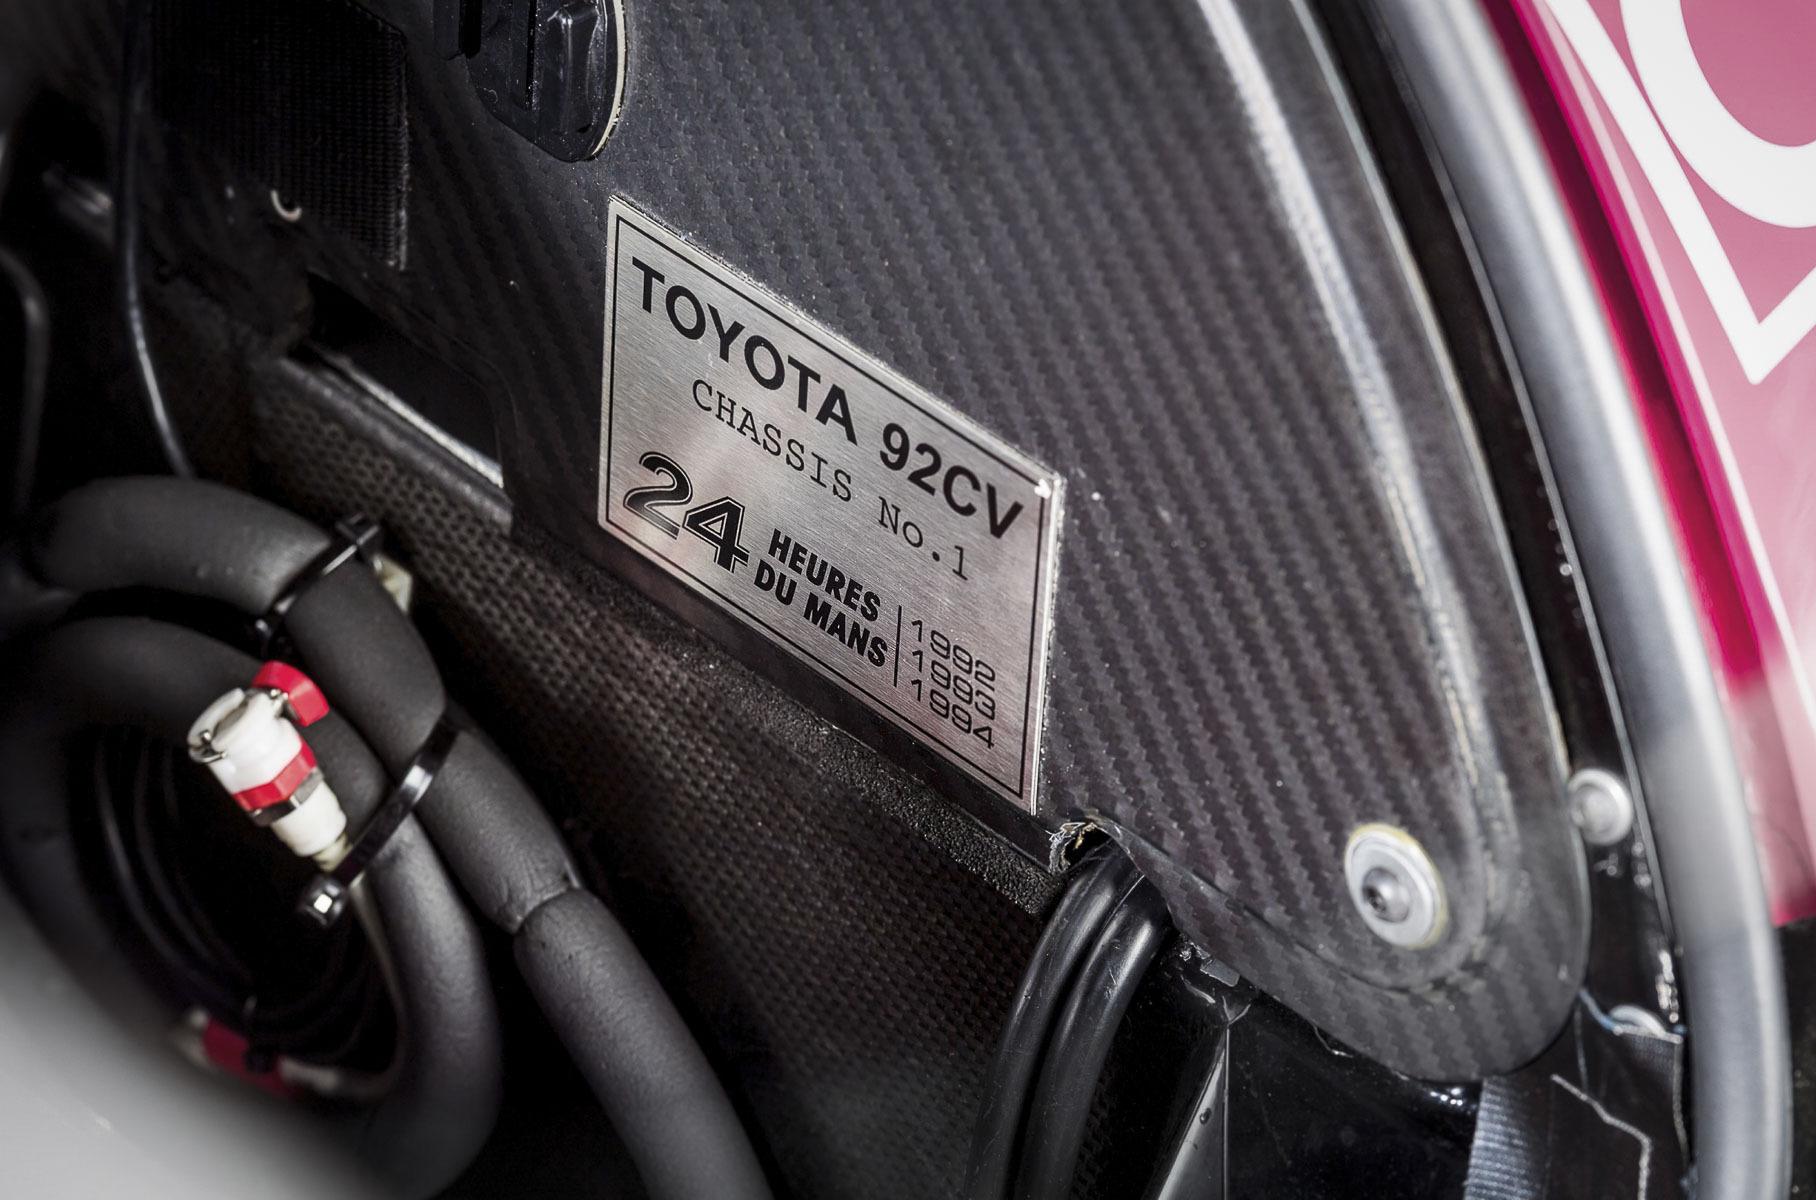 TOYOTA 92CV
CHASSIS No.1
24 HEURES
DU MANS
1992
1993
1994